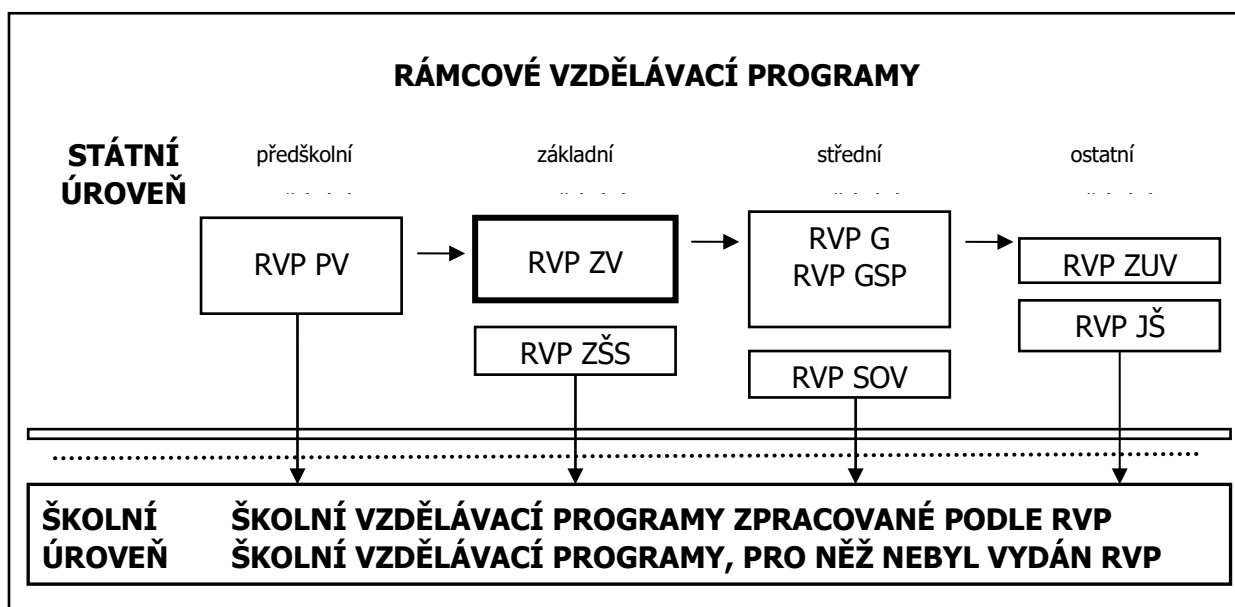 RÁMCOVÉ VZDĚLÁVACÍ PROGRAMY
STÁTNÍ ÚROVEŇ
předškolní
základní
střední
ostatní
RVP PV
RVP ZV
RVP G
RVP GSP
RVP ZUV
RVP ZŠS
RVP SOV
RVP JŠ
ŠKOLNÍ ÚROVEŇ
ŠKOLNÍ VZDĚLÁVACÍ PROGRAMY ZPRACOVANÉ PODLE RVP
ŠKOLNÍ VZDĚLÁVACÍ PROGRAMY, PRO NĚŽ NEBYL VYDÁN RVP